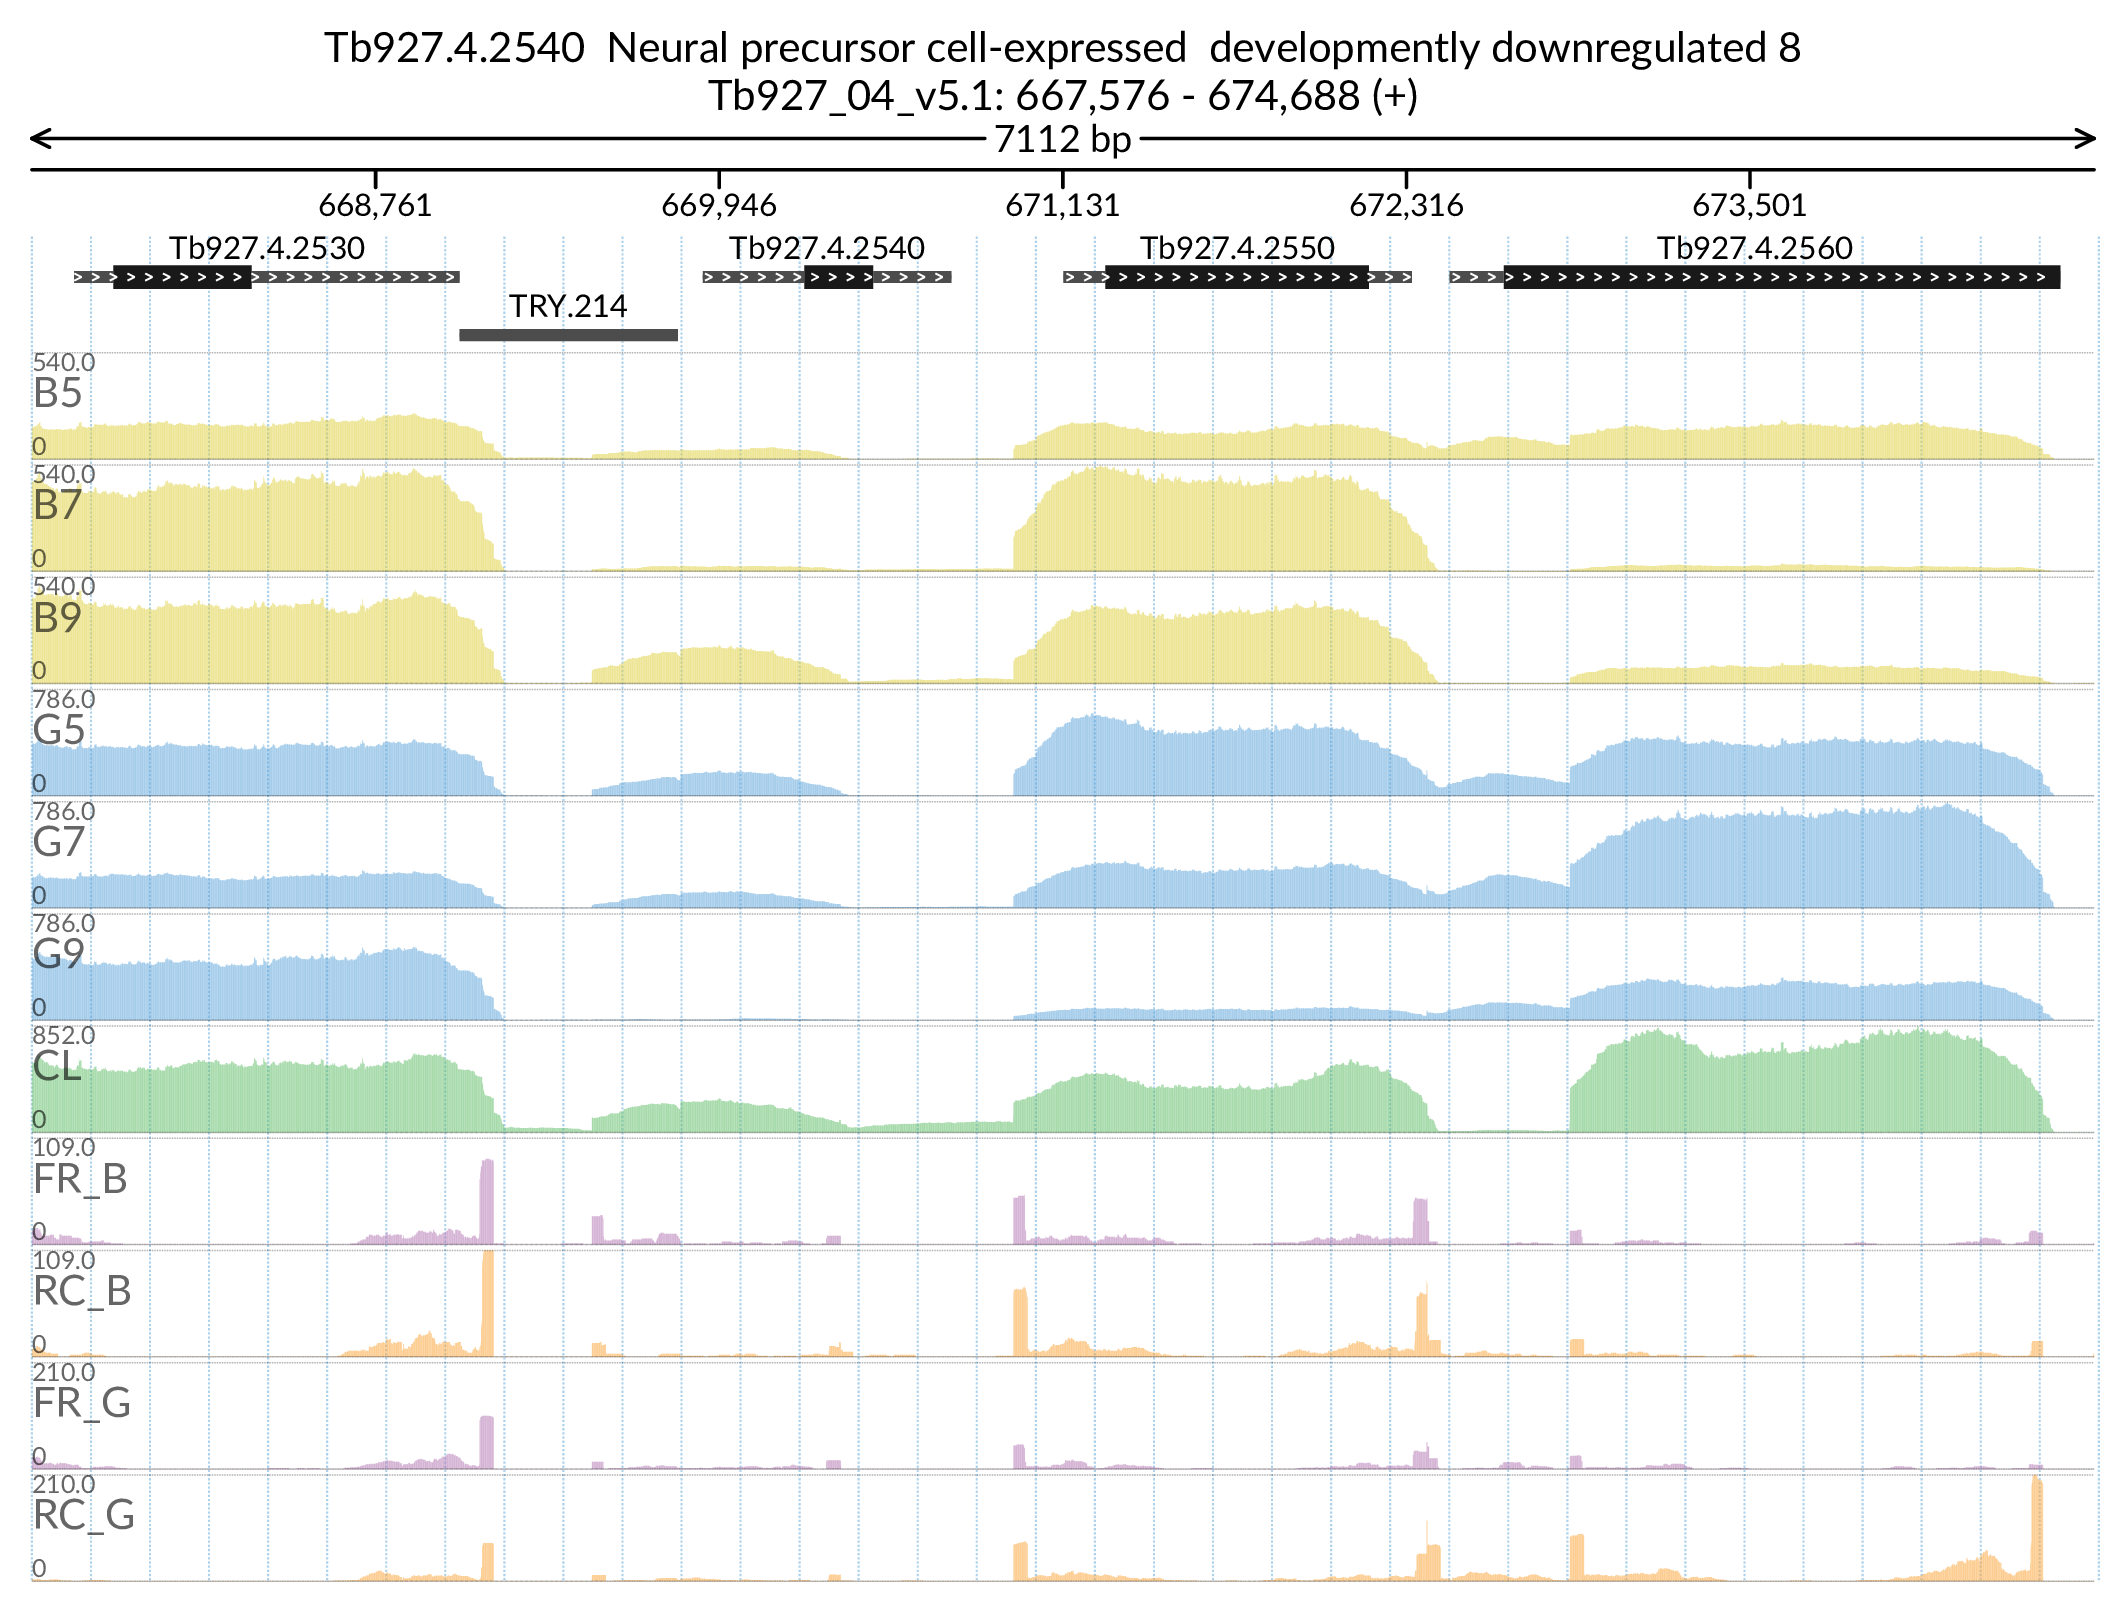 Tb927.4.2540  Neural precursor cell-expressed  developmently downregulated 8
Tb927_04_v5.1: 667,576 - 674,688 (+)
7112 bp
668,761 669,946 671,131 672,316 673,501
Tb927.4.2530 Tb927.4.2540 Tb927.4.2550 Tb927.4.2560
TRY.214
540.0
B5
0
540.0
B7
0
540.0
B9
0
786.0
G5
0
786.0
G7
0
786.0
G9
0
852.0
CL
0
109.0
FR_B
0
109.0
RC_B
0
210.0
FR_G
0
210.0
RC_G
0